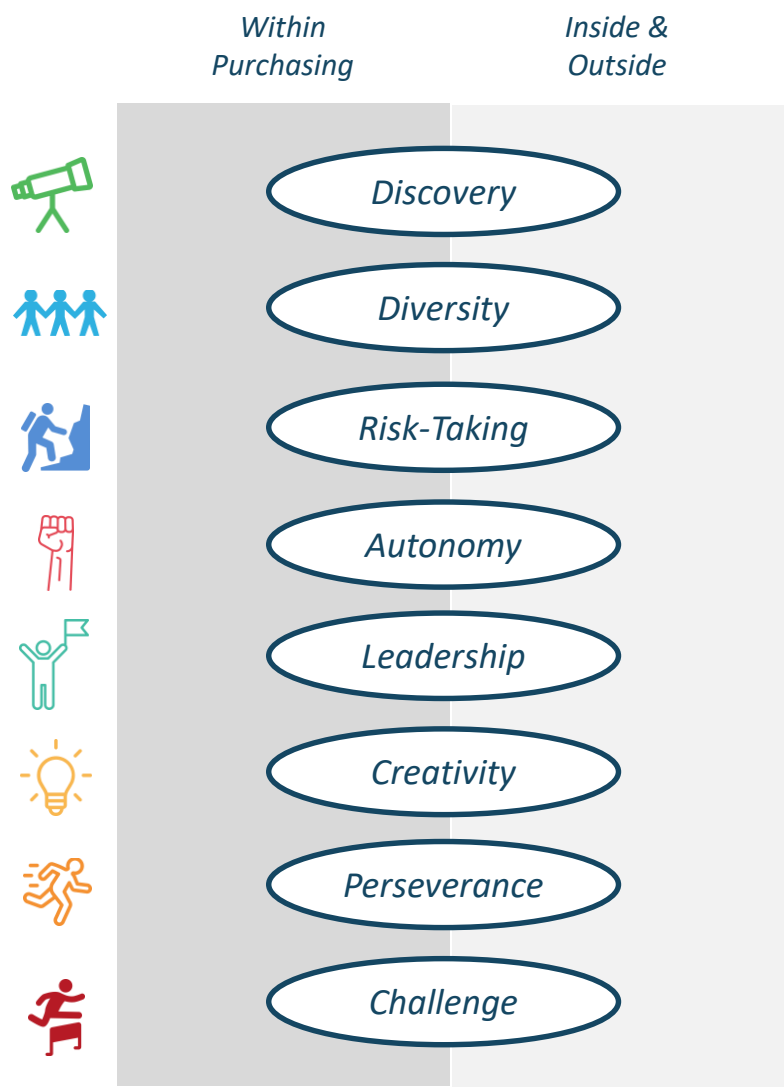 Within
Purchasing
Inside &
Outside
Discovery
Diversity
Risk-Taking
Autonomy
Leadership
Creativity
Perseverance
Challenge